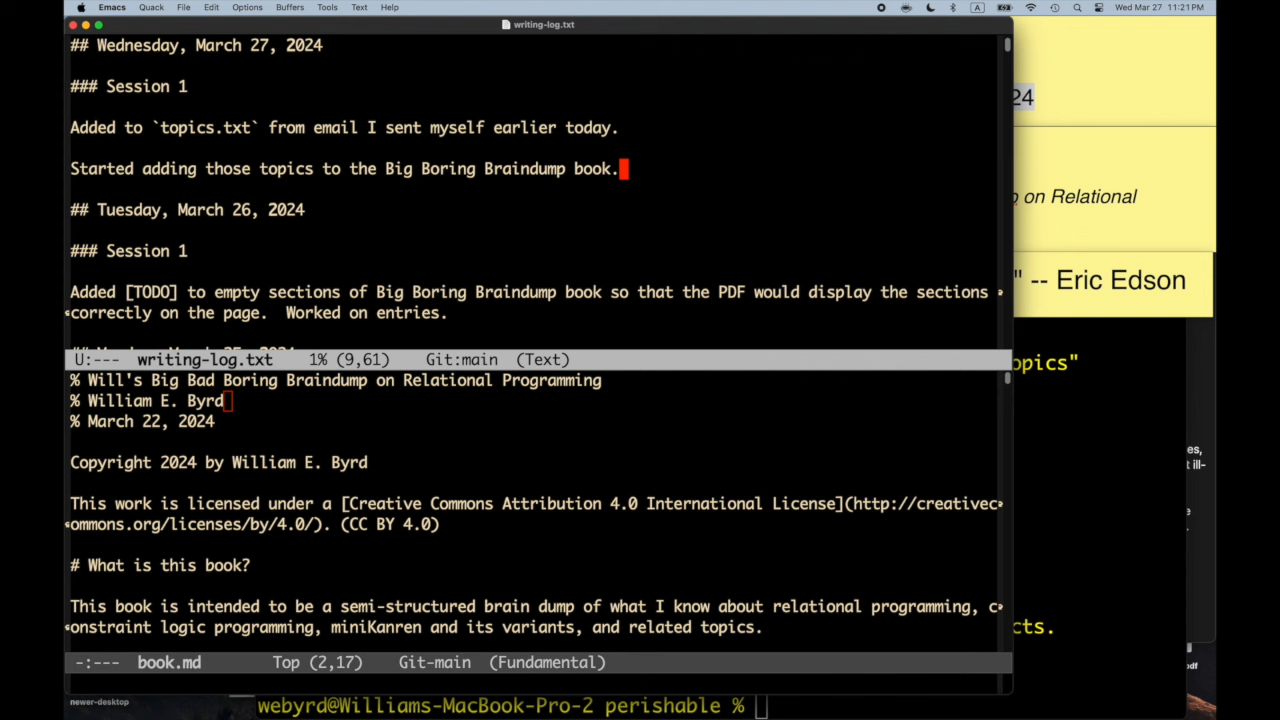 Emacs Quack File Edit Options Buffers Tools Text Help A Wed Mar 27 11:21 PM
writing-log.txt
## Wednesday, March 27, 2024
### Session 1
Added to `topics.txt` from email I sent myself earlier today.
Started adding those topics to the Big Boring Braindump book.
## Tuesday, March 26, 2024
### Session 1
Added [TODO] to empty sections of Big Boring Braindump book so that the PDF would display the sections
correctly on the page.  Worked on entries.
U:--- writing-log.txt 1% (9,61) Git:main (Text)
% Will's Big Bad Boring Braindump on Relational Programming
% William E. Byrd
% March 22, 2024
Copyright 2024 by William E. Byrd
This work is licensed under a [Creative Commons Attribution 4.0 International License](http://creativec
ommons.org/licenses/by/4.0/). (CC BY 4.0)
# What is this book?
This book is intended to be a semi-structured brain dump of what I know about relational programming, c
onstraint logic programming, miniKanren and its variants, and related topics.
-:--- book.md Top (2,17) Git-main (Fundamental)
24
on Relational
" -- Eric Edson
opics"
es,
t ill-
cts.
pdf
newer-desktop
webyrd@Williams-MacBook-Pro-2 perishable %